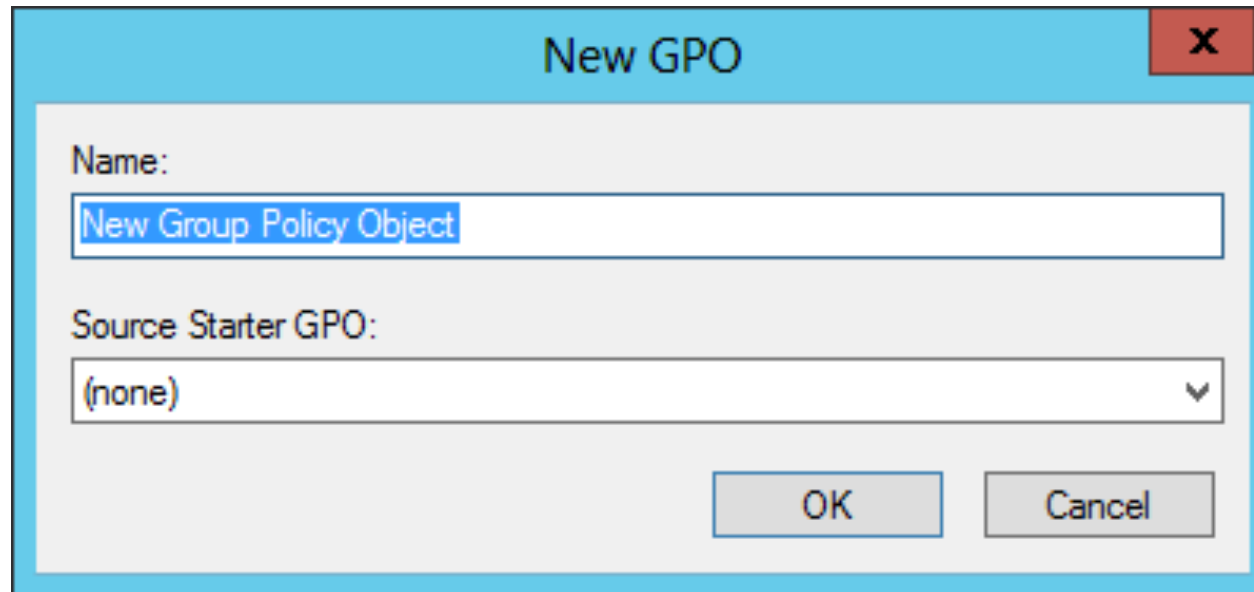 New GPO
x
Name:
New Group Policy Object
Source Starter GPO:
(none)
OK Cancel